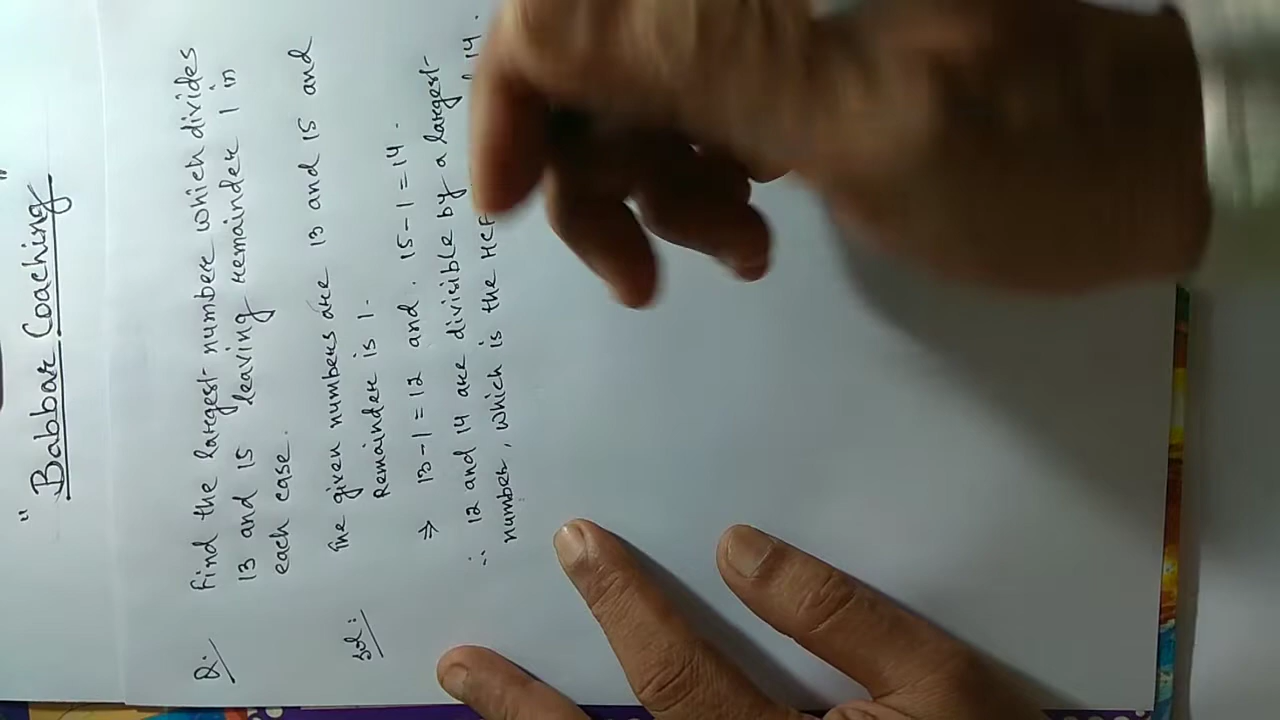 " Babbar Coaching "
Q. Find the largest number which divides
13 and 15 leaving remainder 1 in
each case.
Sol: The given numbers are 13 and 15 and
Remainder is 1.
⇒ 13-1=12 and . 15-1=14.
∴ 12 and 14 are divisible by a largest
number, which is the HCF 14.